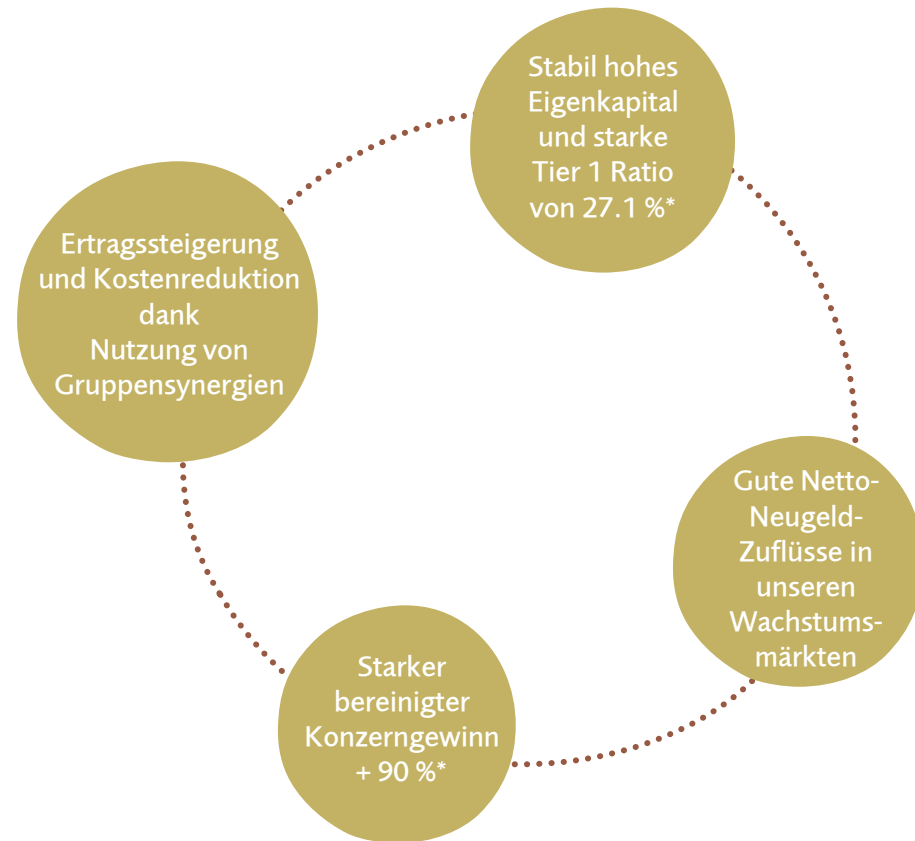 Stabil hohes
Eigenkapital
und starke
Tier 1 Ratio
von 27.1 %*
Ertragssteigerung
und Kostenreduktion
dank
Nutzung von
Gruppensynergien
Gute Netto-
Neugeld-
Zuflüsse in
unseren
Wachstums-
märkten
Starker
bereinigter
Konzerngewinn
+ 90 %*